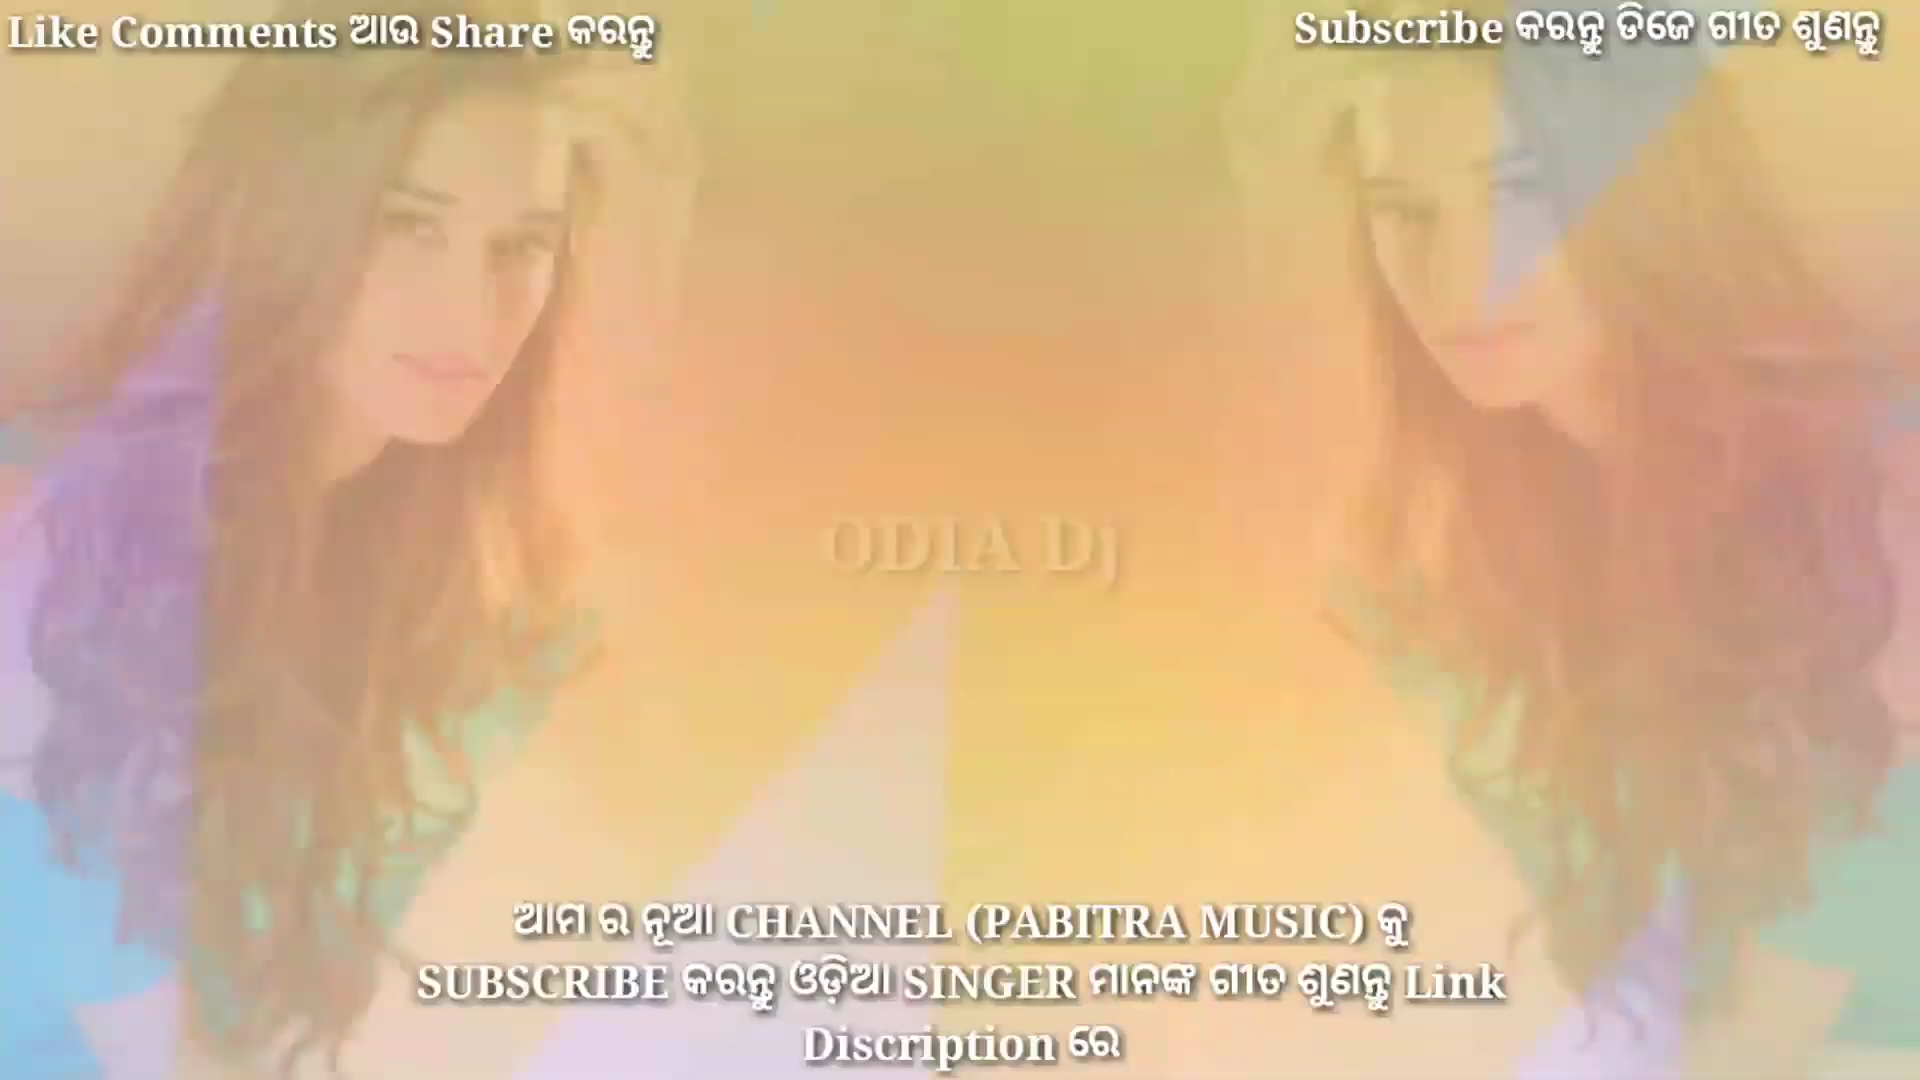 Like Comments ଆଉ Share କରନ୍ତୁ
Subscribe କରନ୍ତୁ ଡିଜେ ଗୀତ ଶୁଣନ୍ତୁ
ODIA Dj
ଆମ ର ନୂଆ CHANNEL (PABITRA MUSIC) କୁ
SUBSCRIBE କରନ୍ତୁ ଓଡ଼ିଆ SINGER ମାନଙ୍କ ଗୀତ ଶୁଣନ୍ତୁ Link
Discription ରେ